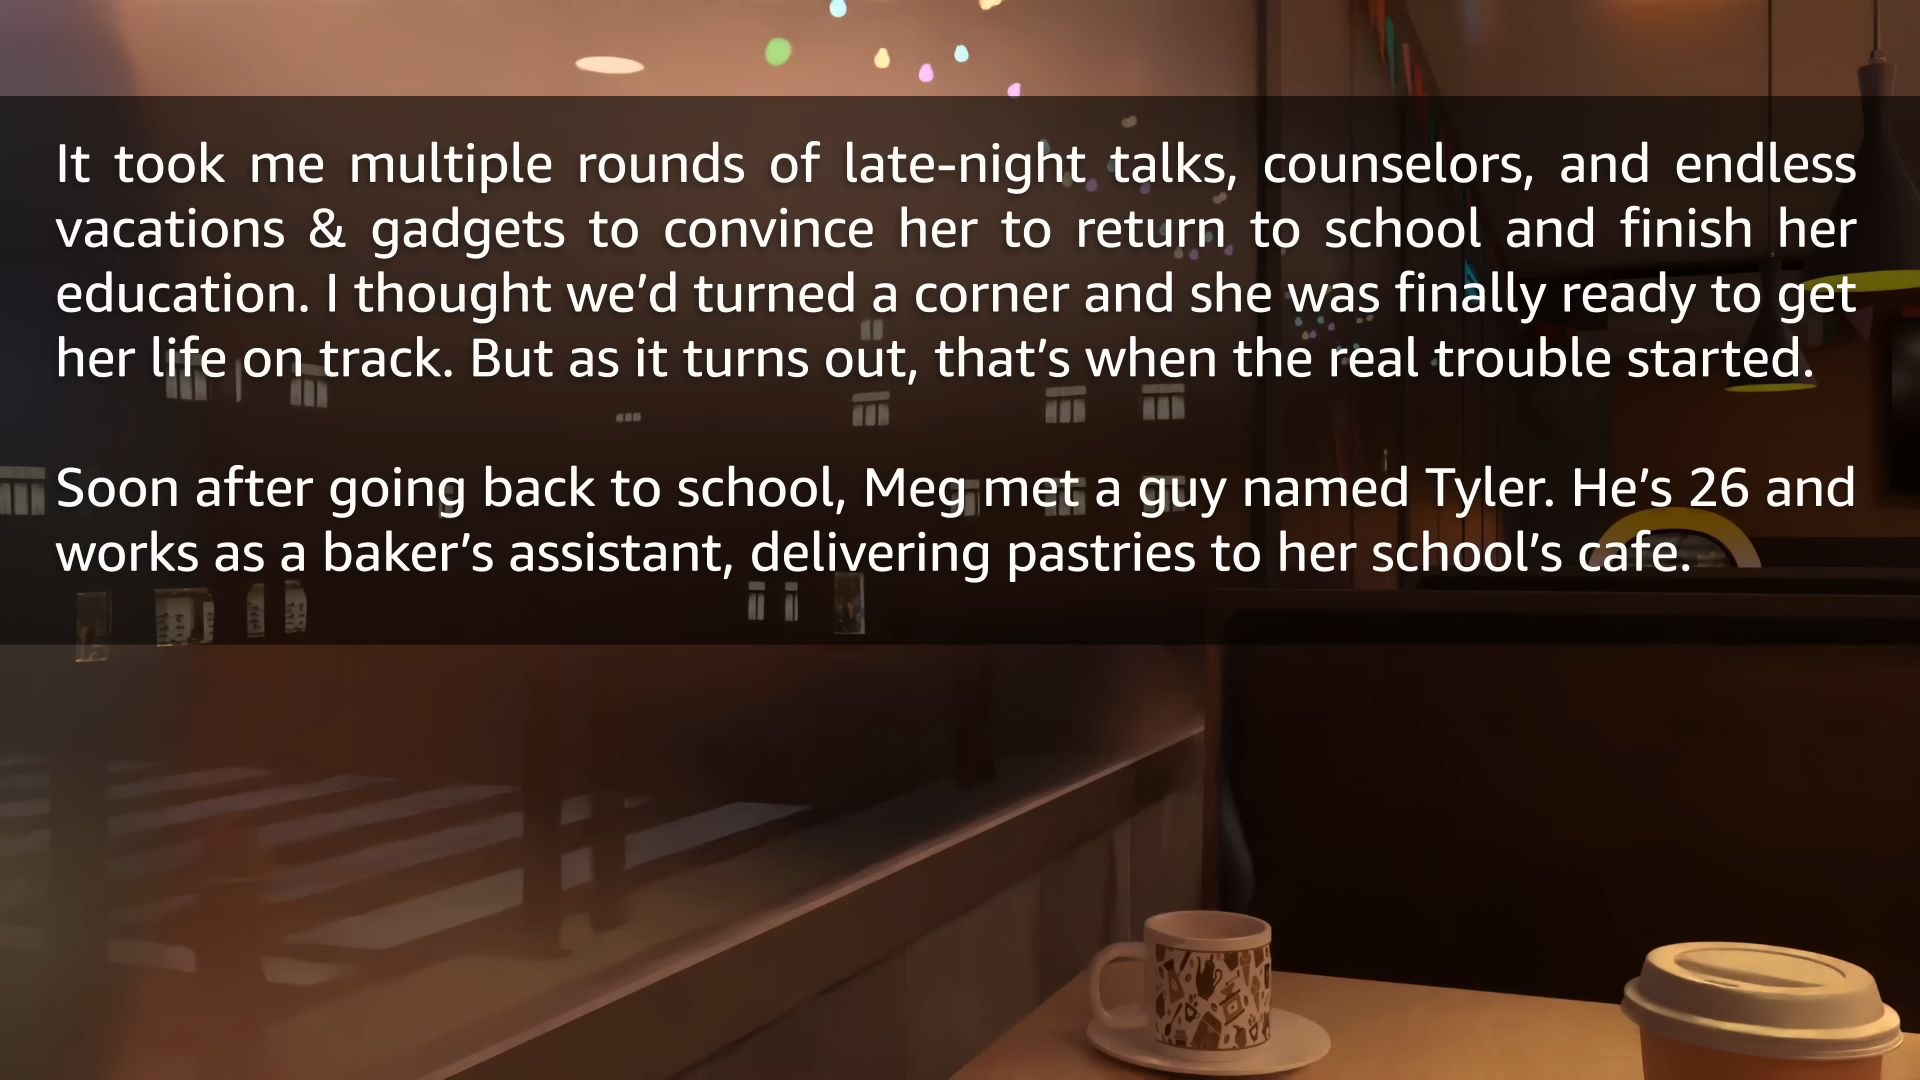 It took me multiple rounds of late-night talks, counselors, and endless
vacations & gadgets to convince her to return to school and finish her
education. I thought we’d turned a corner and she was finally ready to get
her life on track. But as it turns out, that’s when the real trouble started.
Soon after going back to school, Meg met a guy named Tyler. He’s 26 and
works as a baker’s assistant, delivering pastries to her school’s cafe.